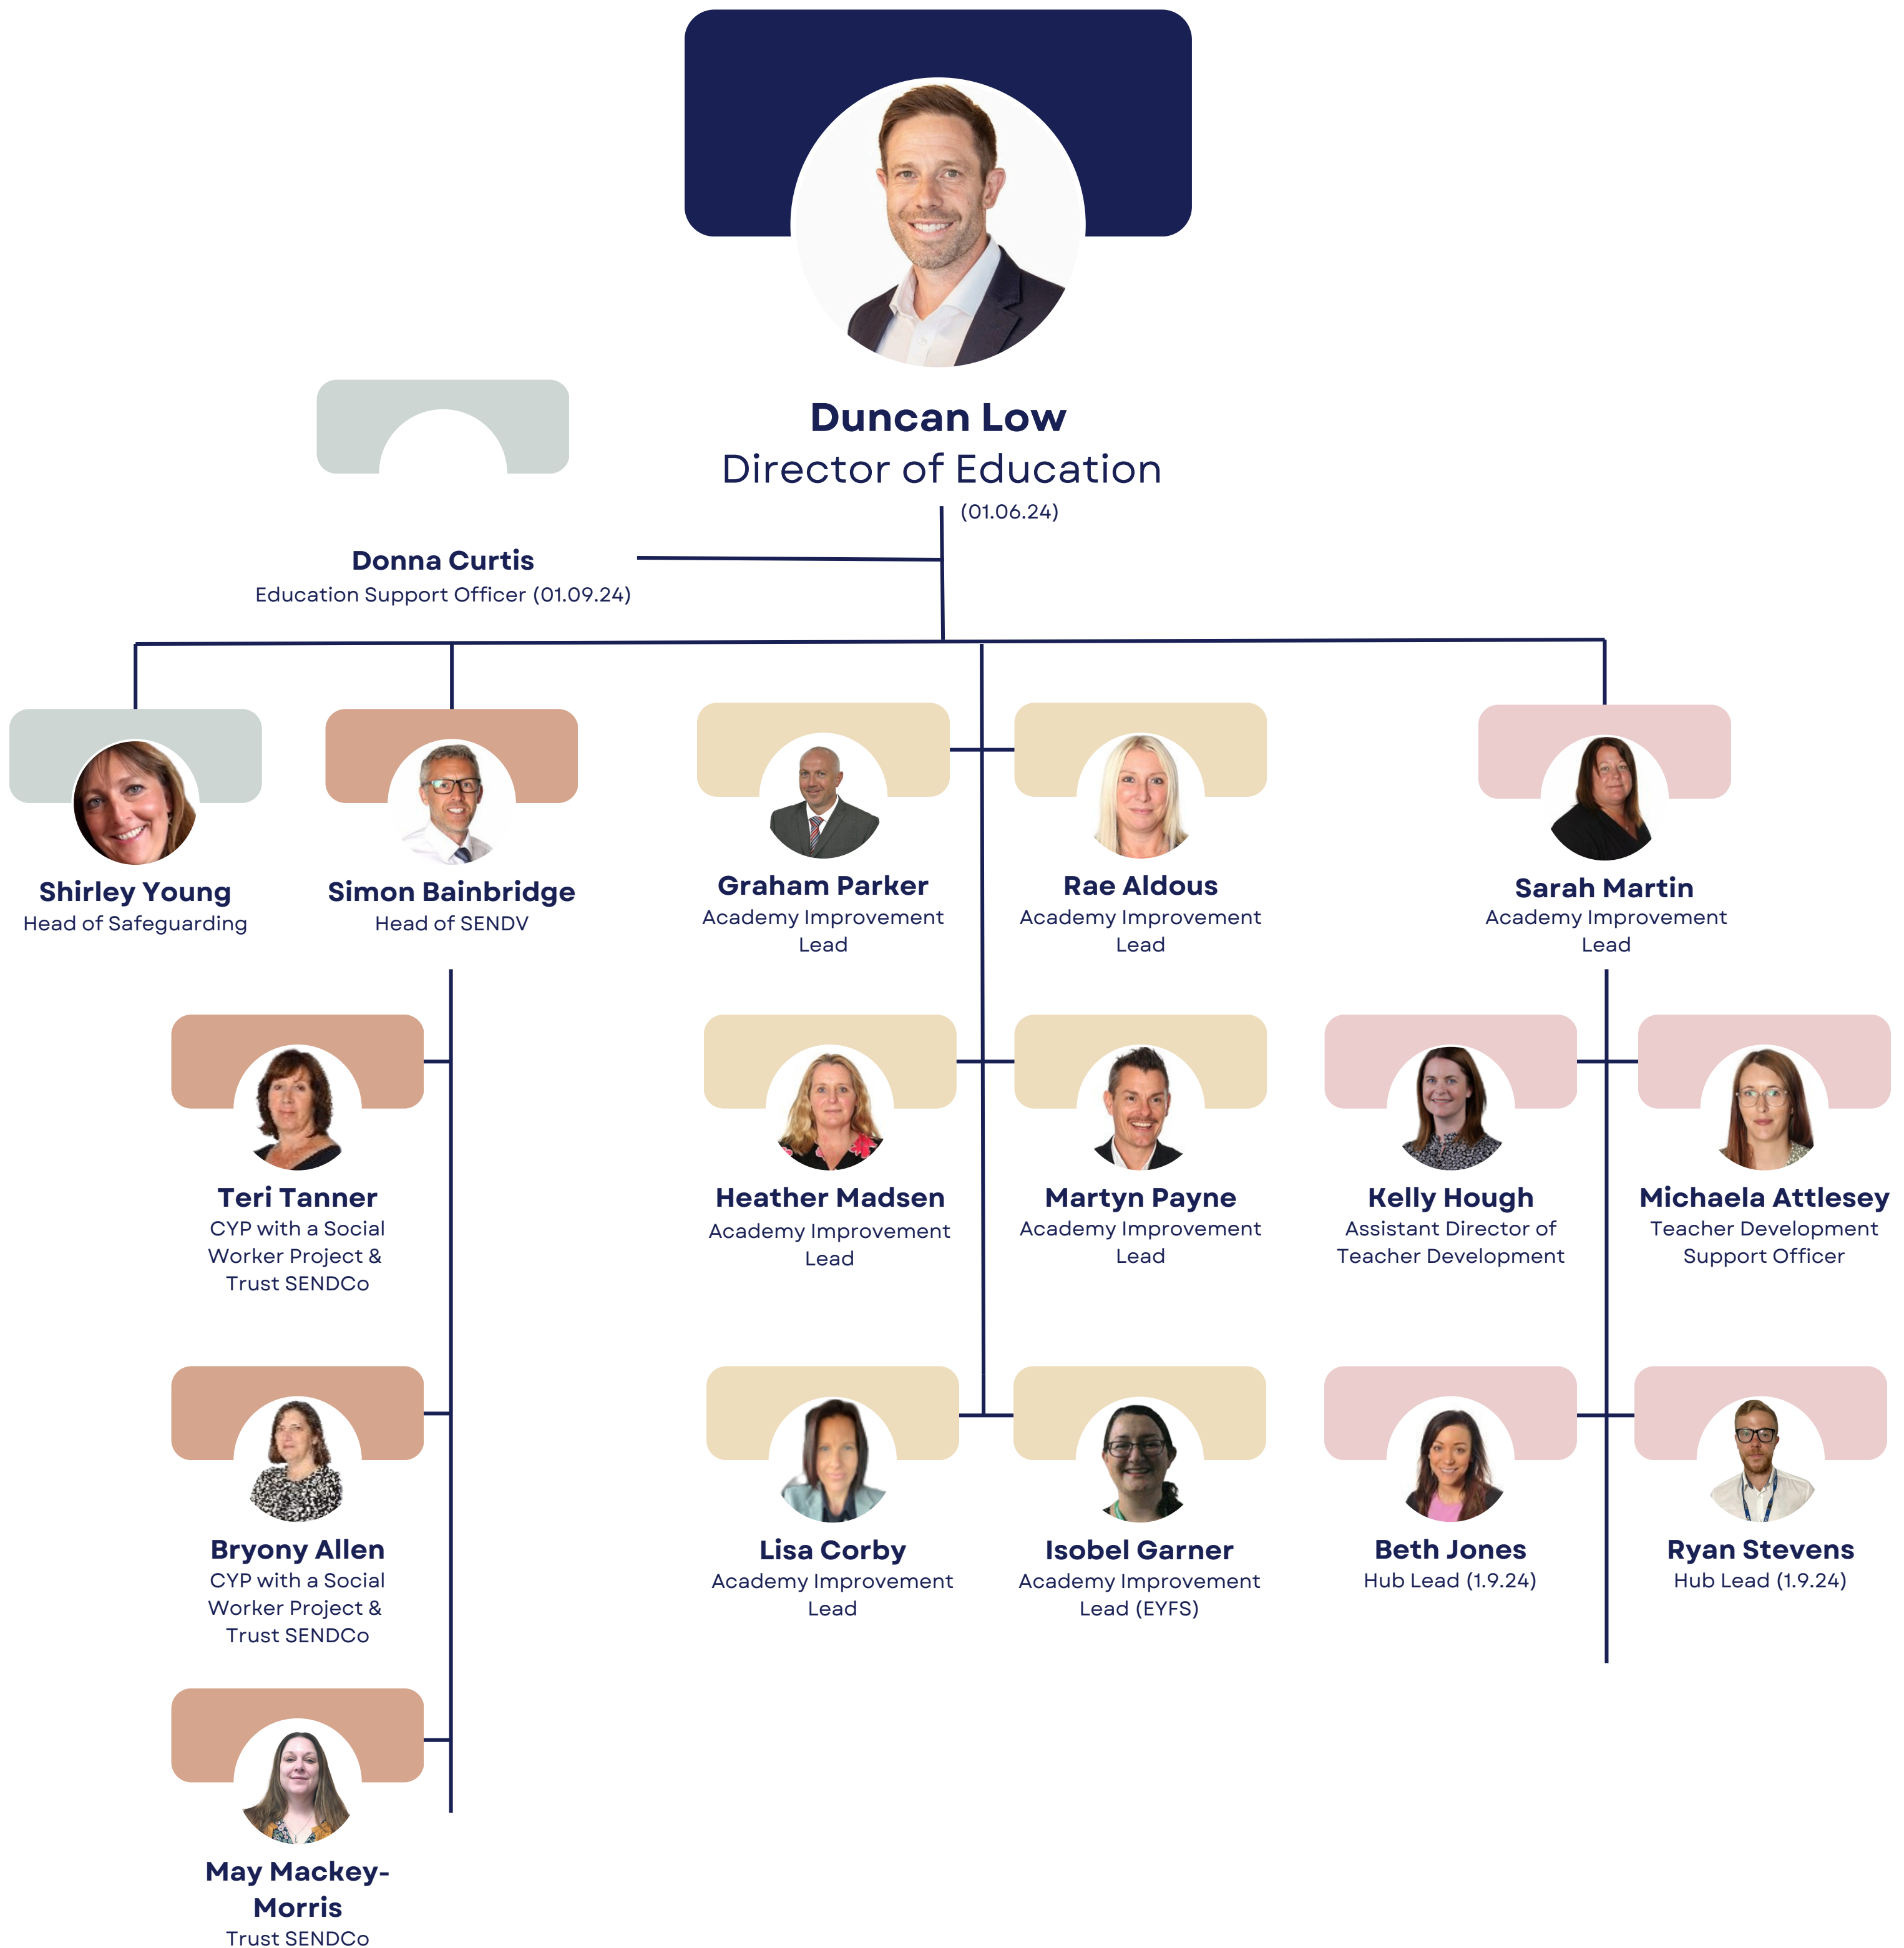 Duncan Low
Director of Education
(01.06.24)
Donna Curtis
Education Support Officer (01.09.24)
Shirley Young
Head of Safeguarding
Simon Bainbridge
Head of SENDV
Graham Parker
Academy Improvement
Lead
Rae Aldous
Academy Improvement
Lead
Sarah Martin
Academy Improvement
Lead
Teri Tanner
CYP with a Social
Worker Project &
Trust SENDCo
Heather Madsen
Academy Improvement
Lead
Martyn Payne
Academy Improvement
Lead
Kelly Hough
Assistant Director of
Teacher Development
Michaela Attlesey
Teacher Development
Support Officer
Bryony Allen
CYP with a Social
Worker Project &
Trust SENDCo
Lisa Corby
Academy Improvement
Lead
Isobel Garner
Academy Improvement
Lead (EYFS)
Beth Jones
Hub Lead (1.9.24)
Ryan Stevens
Hub Lead (1.9.24)
May Mackey-
Morris
Trust SENDCo